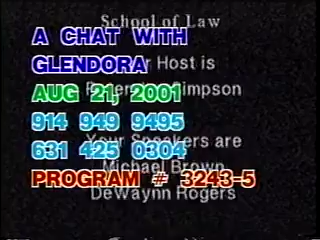 School of Law
A CHAT WITH
GLENDORA
r Host is
AUG 21, 2001
Simpson
914 949 9495
Your Speakers are
631 425 0304
Michael Brown
PROGRAM # 3243-5
DeWaynn Rogers